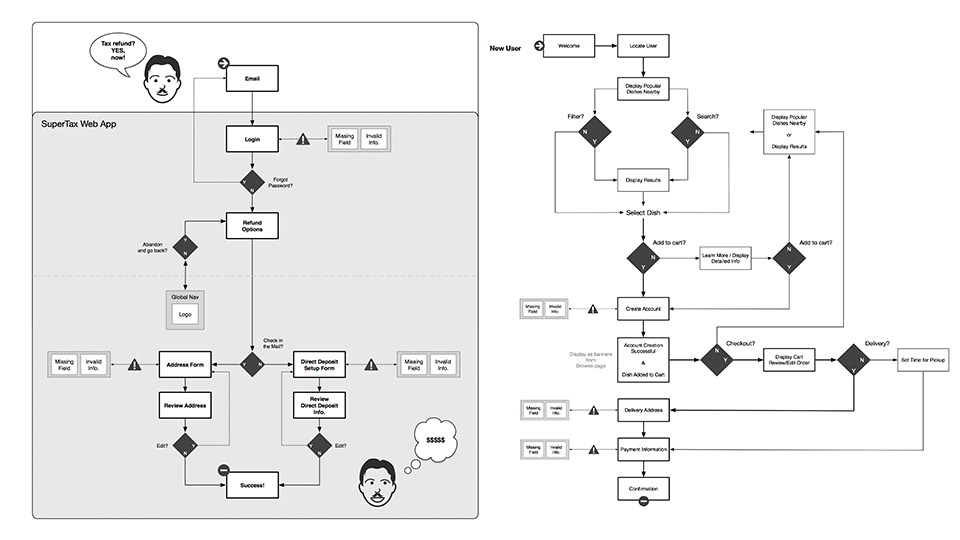 Tax refund?
YES,
now!
Email
SuperTax Web App
Login
Missing
Field
Invalid
Info.
Y
N
Forgot
Password?
Refund
Options
Abandon
and go back?
Y
N
Global Nav
Logo
Check in
the Mail?
Y
N
Missing
Field
Invalid
Info.
Address Form
Direct Deposit
Setup Form
Missing
Field
Invalid
Info.
Review Address
Review
Direct Deposit
Info.
Edit?
Y
N
Y
N
Edit?
$$$$$
Success!
New User
Welcome
Locate User
Display Popular
Dishes Nearby
Filter?
N
Y
Search?
N
Y
Display Popular
Dishes Nearby
or
Display Results
Display Results
Select Dish
Add to cart?
N
Y
Learn More / Display
Detailed Info
Add to cart?
N
Y
Missing
Field
Invalid
Info.
Create Account
Display as banners
from
Browse page
Account Creation
Successful
&
Dish Added to Cart
Checkout?
N
Y
Display Cart
Review/Edit Order
Delivery?
N
Y
Set Time for Pickup
Missing
Field
Invalid
Info.
Delivery Address
Missing
Field
Invalid
Info.
Payment Information
Confirmation